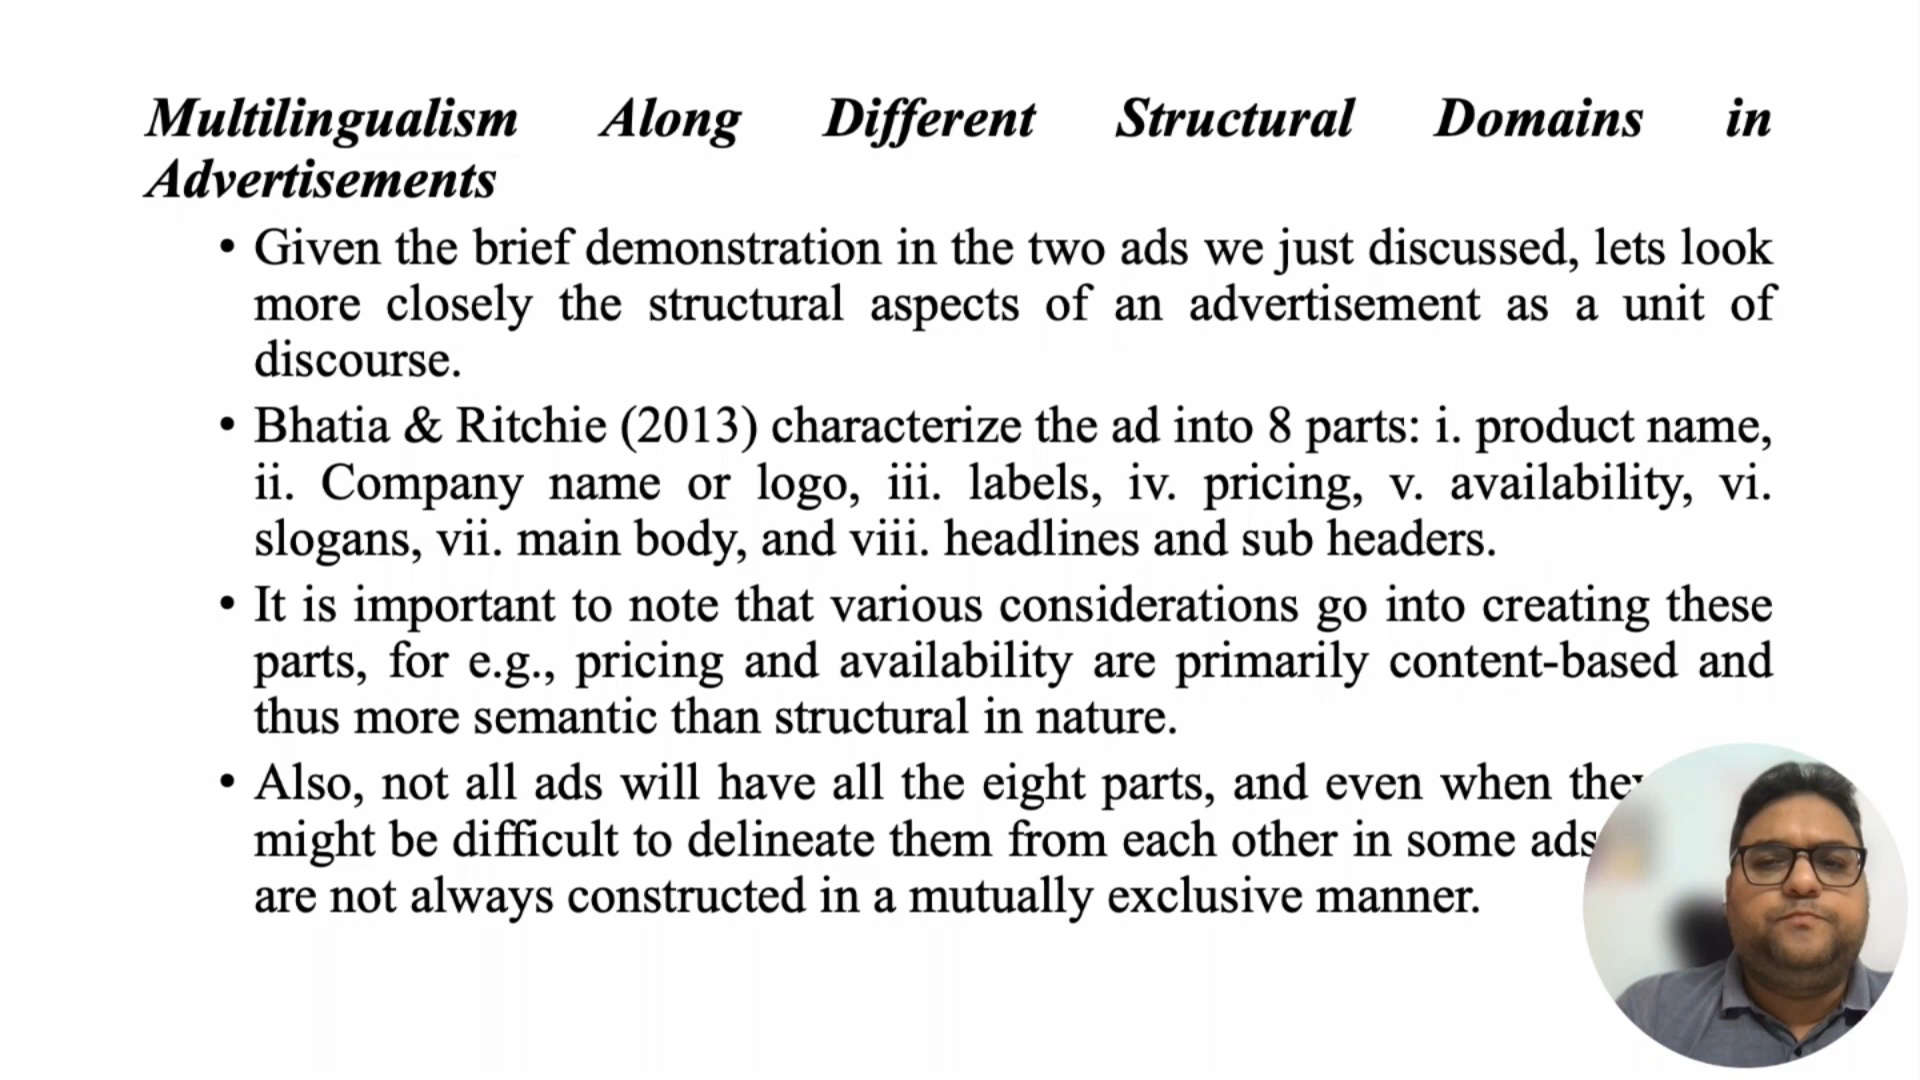 Multilingualism Along Different Structural Domains in
Advertisements
• Given the brief demonstration in the two ads we just discussed, lets look
more closely the structural aspects of an advertisement as a unit of
discourse.
• Bhatia & Ritchie (2013) characterize the ad into 8 parts: i. product name,
ii. Company name or logo, iii. labels, iv. pricing, v. availability, vi.
slogans, vii. main body, and viii. headlines and sub headers.
• It is important to note that various considerations go into creating these
parts, for e.g., pricing and availability are primarily content-based and
thus more semantic than structural in nature.
• Also, not all ads will have all the eight parts, and even when they
might be difficult to delineate them from each other in some ads
are not always constructed in a mutually exclusive manner.